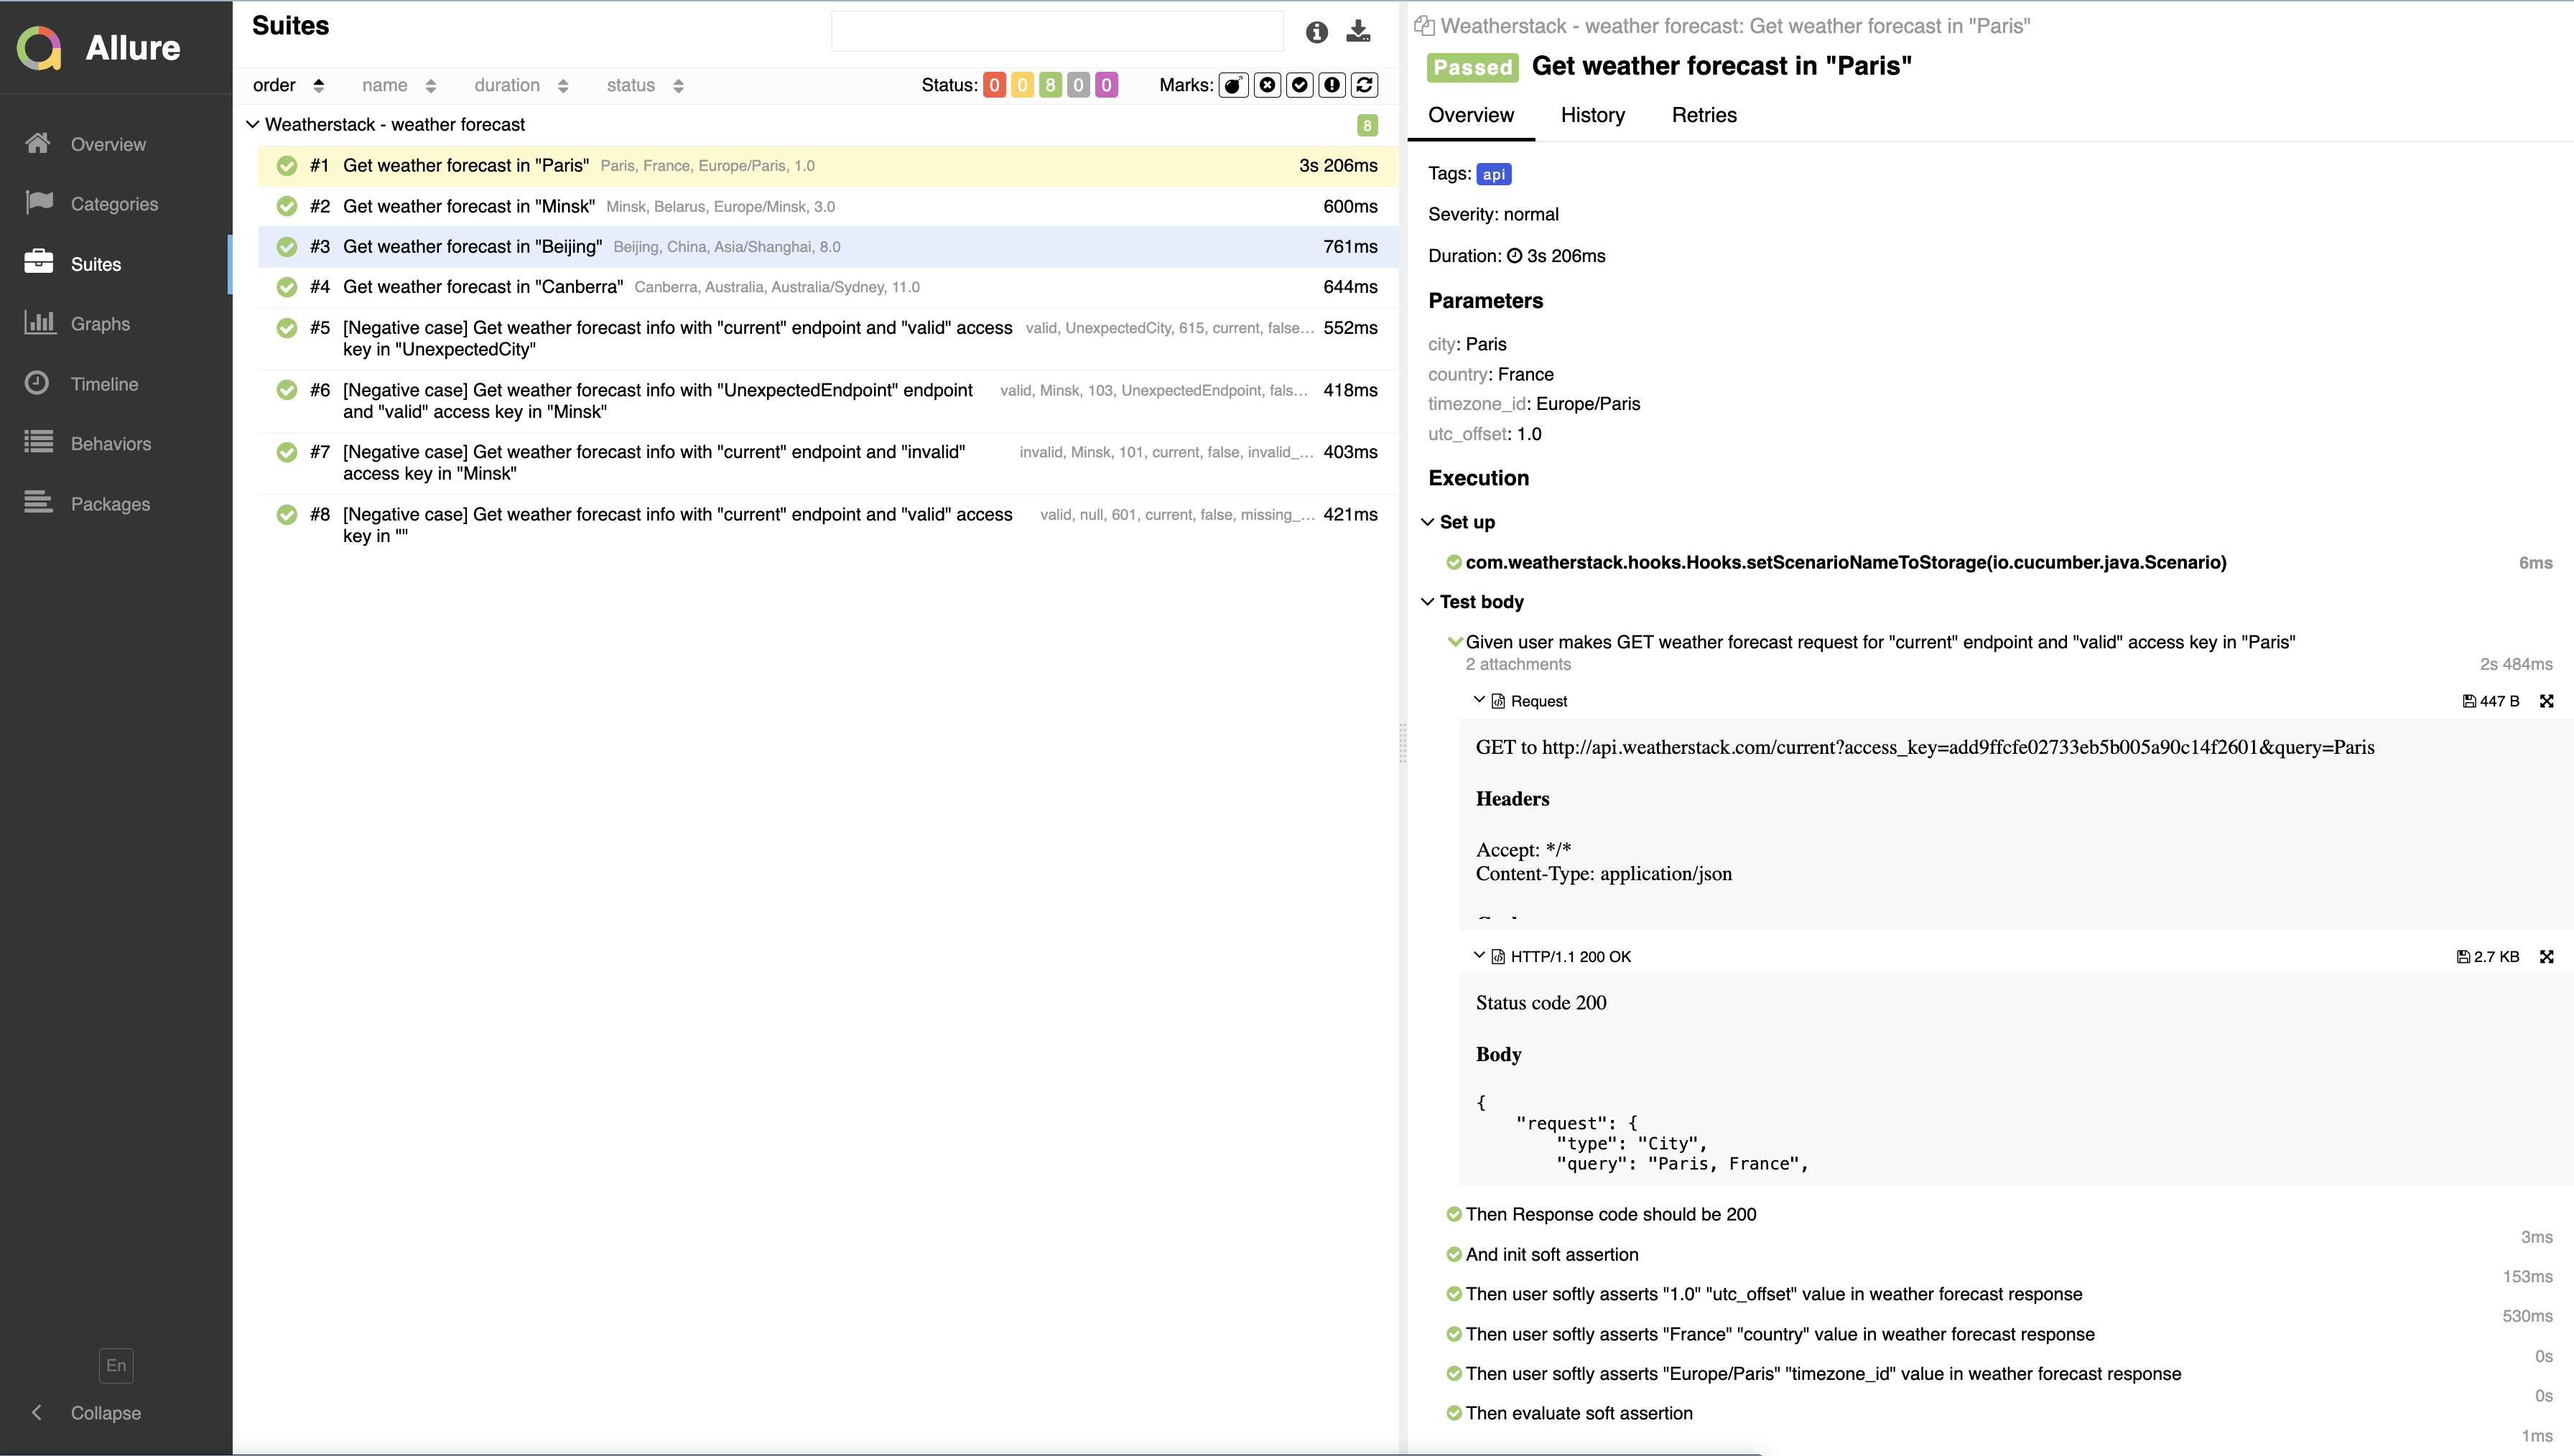 Allure
Overview
Categories
Suites
Graphs
Timeline
Behaviors
Packages
En
Collapse
Suites
order name duration status Status: 0 0 8 0 0 Marks:
Weatherstack - weather forecast 8
#1 Get weather forecast in "Paris" Paris, France, Europe/Paris, 1.0 3s 206ms
#2 Get weather forecast in "Minsk" Minsk, Belarus, Europe/Minsk, 3.0 600ms
#3 Get weather forecast in "Beijing" Beijing, China, Asia/Shanghai, 8.0 761ms
#4 Get weather forecast in "Canberra" Canberra, Australia, Australia/Sydney, 11.0 644ms
#5 [Negative case] Get weather forecast info with "current" endpoint and "valid" access valid, UnexpectedCity, 615, current, false... 552ms
key in "UnexpectedCity"
#6 [Negative case] Get weather forecast info with "UnexpectedEndpoint" endpoint valid, Minsk, 103, UnexpectedEndpoint, fals... 418ms
and "valid" access key in "Minsk"
#7 [Negative case] Get weather forecast info with "current" endpoint and "invalid" invalid, Minsk, 101, current, false, invalid_... 403ms
access key in "Minsk"
#8 [Negative case] Get weather forecast info with "current" endpoint and "valid" access valid, null, 601, current, false, missing_... 421ms
key in ""
Weatherstack - weather forecast: Get weather forecast in "Paris"
Passed Get weather forecast in "Paris"
Overview History Retries
Tags: api
Severity: normal
Duration: 3s 206ms
Parameters
city: Paris
country: France
timezone_id: Europe/Paris
utc_offset: 1.0
Execution
Set up
com.weatherstack.hooks.Hooks.setScenarioNameToStorage(io.cucumber.java.Scenario) 6ms
Test body
Given user makes GET weather forecast request for "current" endpoint and "valid" access key in "Paris"
2 attachments 2s 484ms
Request 447 B
GET to http://api.weatherstack.com/current?access_key=add9ffcfe02733eb5b005a90c14f2601&query=Paris
Headers
Accept: */*
Content-Type: application/json
HTTP/1.1 200 OK 2.7 KB
Status code 200
Body
{
"request": {
"type": "City",
"query": "Paris, France",
Then Response code should be 200
3ms
And init soft assertion
153ms
Then user softly asserts "1.0" "utc_offset" value in weather forecast response
530ms
Then user softly asserts "France" "country" value in weather forecast response
0s
Then user softly asserts "Europe/Paris" "timezone_id" value in weather forecast response
0s
Then evaluate soft assertion
1ms